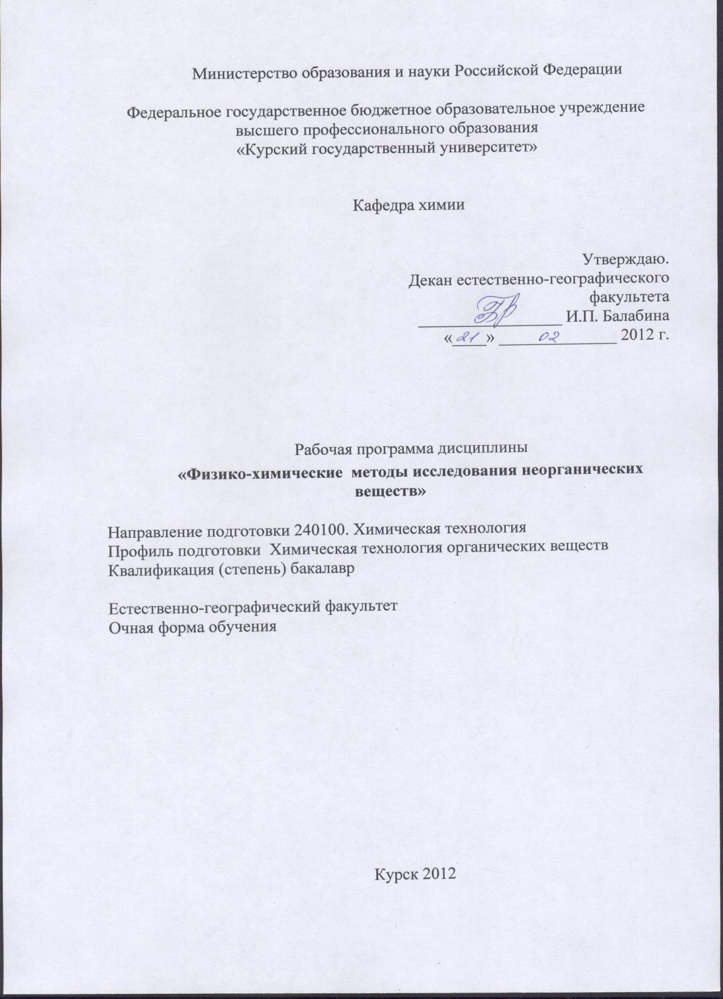 Министерство образования и науки Российской Федерации
Федеральное государственное бюджетное образовательное учреждение
высшего профессионального образования
«Курский государственный университет»
Кафедра химии
Утверждаю.
Декан естественно-географического
факультета
И.П. Балабина
«21» 02 2012 г.
Рабочая программа дисциплины
«Физико-химические методы исследования неорганических
веществ»
Направление подготовки 240100. Химическая технология
Профиль подготовки Химическая технология органических веществ
Квалификация (степень) бакалавр
Естественно-географический факультет
Очная форма обучения
Курск 2012